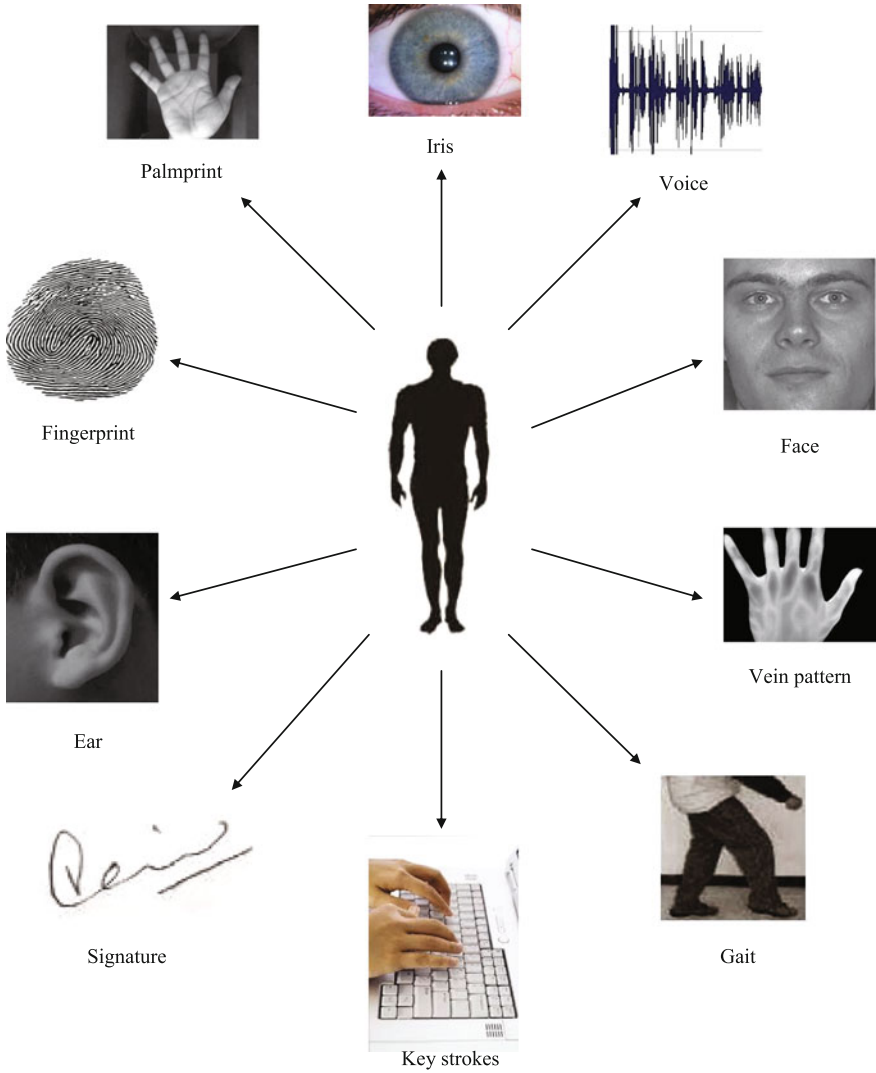 Iris
Palmprint
Voice
Fingerprint
Face
Vein pattern
Ear
Signature
Gait
Key strokes